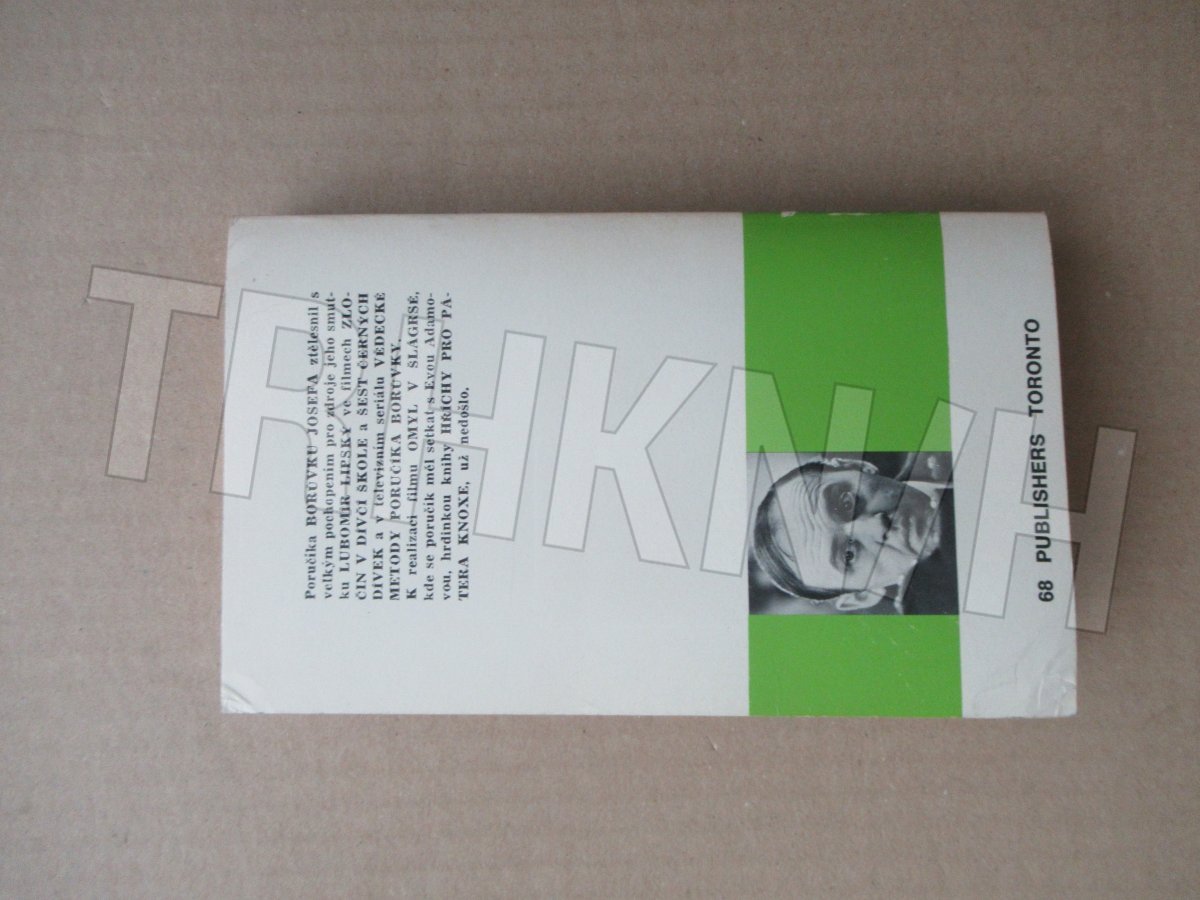 Poručíka BORŮVKU JOSEFA ztělesnil s
velkým pochopením pro zdroje jeho smut-
ku LUBOMÍR LIPSKÝ ve filmech ZLO-
ČIN V DÍVČÍ ŠKOLE a ŠEST ČERNÝCH
DÍVEK a v televizním seriálu VĚDECKÉ
METODY PORUČÍKA BORŮVKY.
K realizaci filmu OMYL V ŠLÁGRSÉ,
kde se poručík měl setkat s Evou Adamo-
vou, hrdinkou knihy HŘÍCHY PRO PÁ-
TERA KNOXE, už nedošlo.
68 PUBLISHERS TORONTO
TRHKNIH